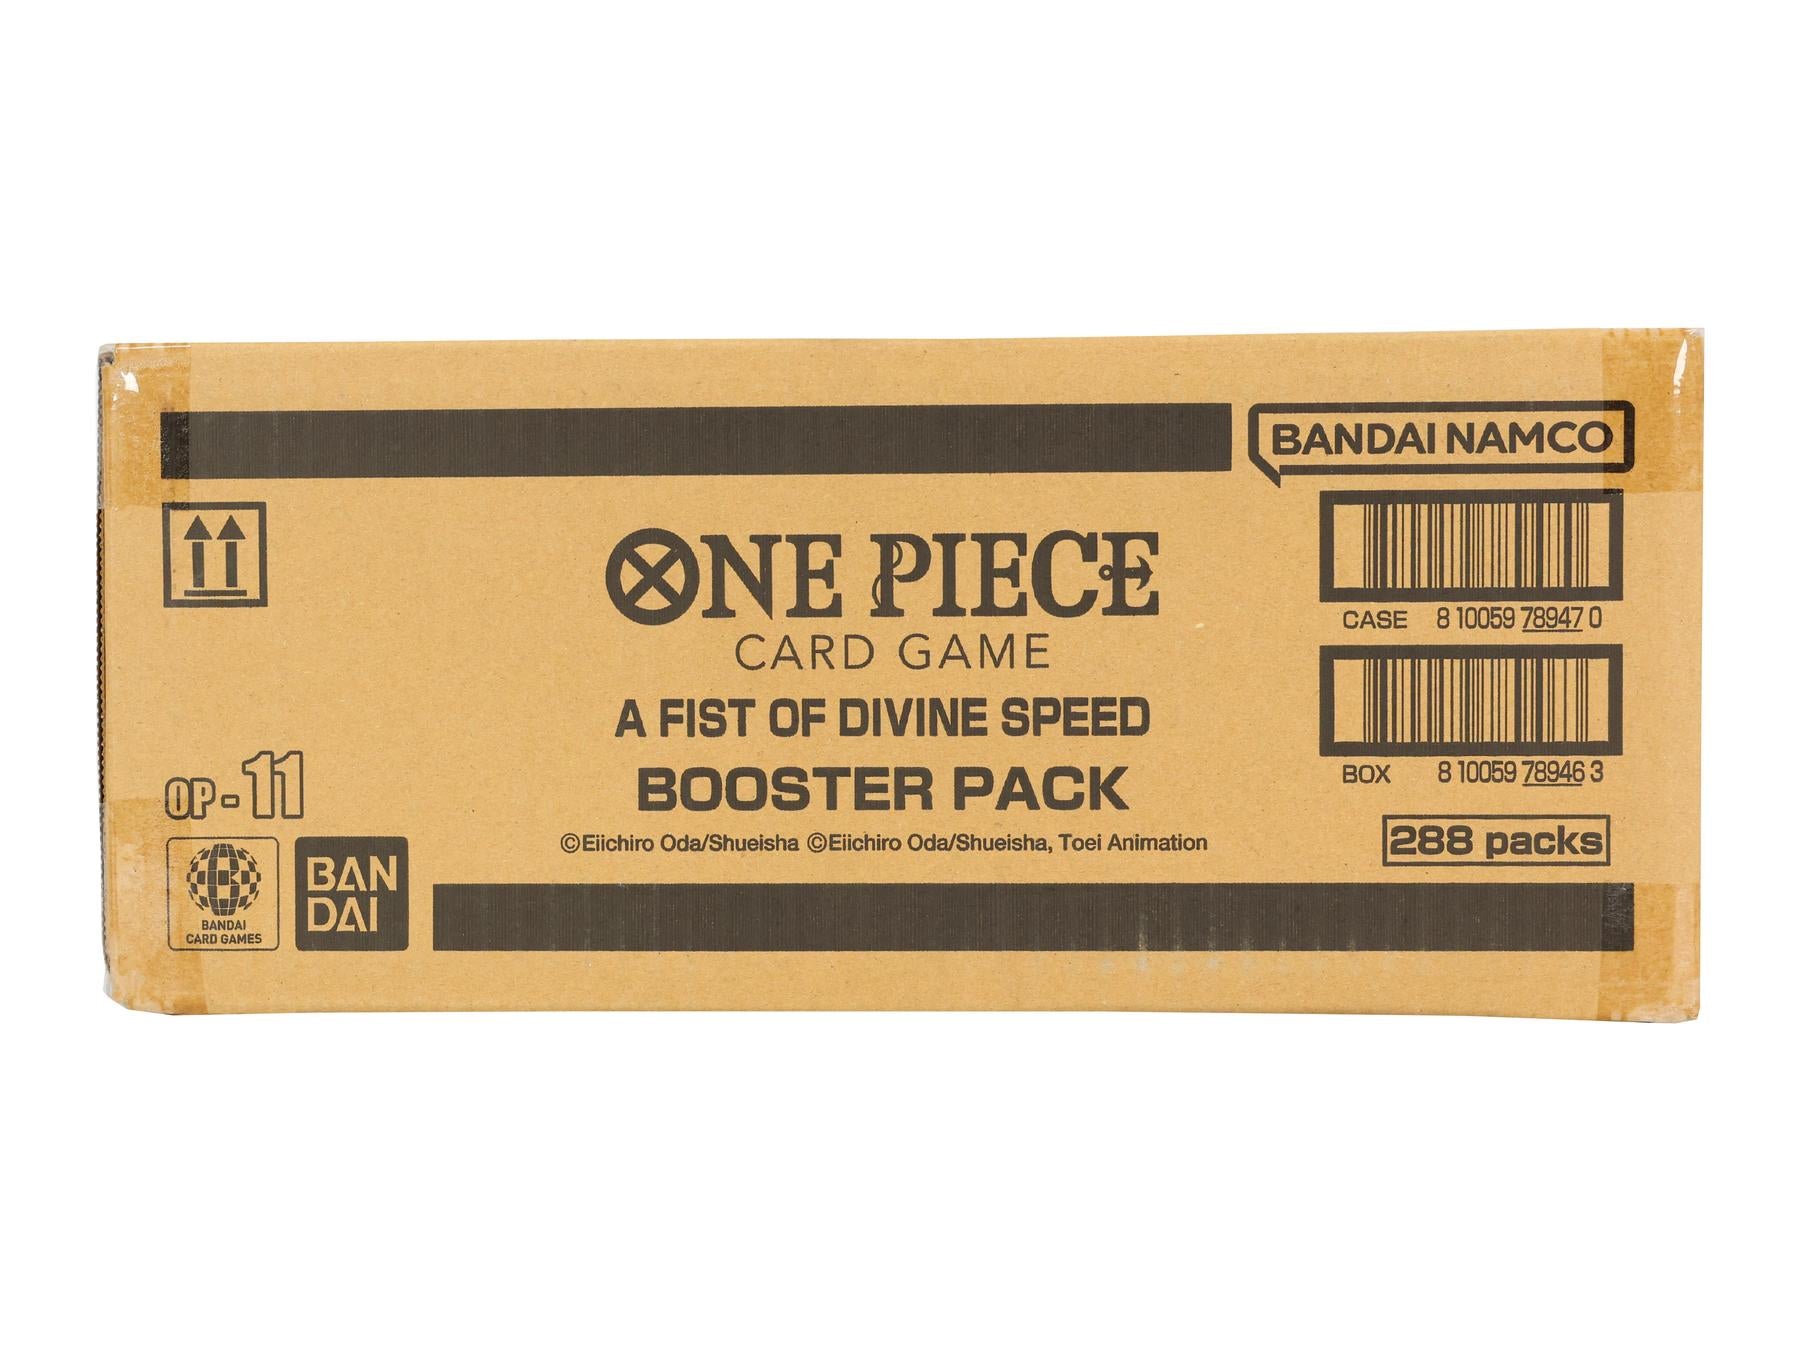 BANDAI NAMCO
ONE PIECE
CARD GAME
A FIST OF DIVINE SPEED
BOOSTER PACK
©Eiichiro Oda/Shueisha ©Eiichiro Oda/Shueisha, Toei Animation
CASE 8 10059 78947 0
BOX 8 10059 78946 3
288 packs
OP-11
BANDAI
CARD GAMES
BAN
DAI